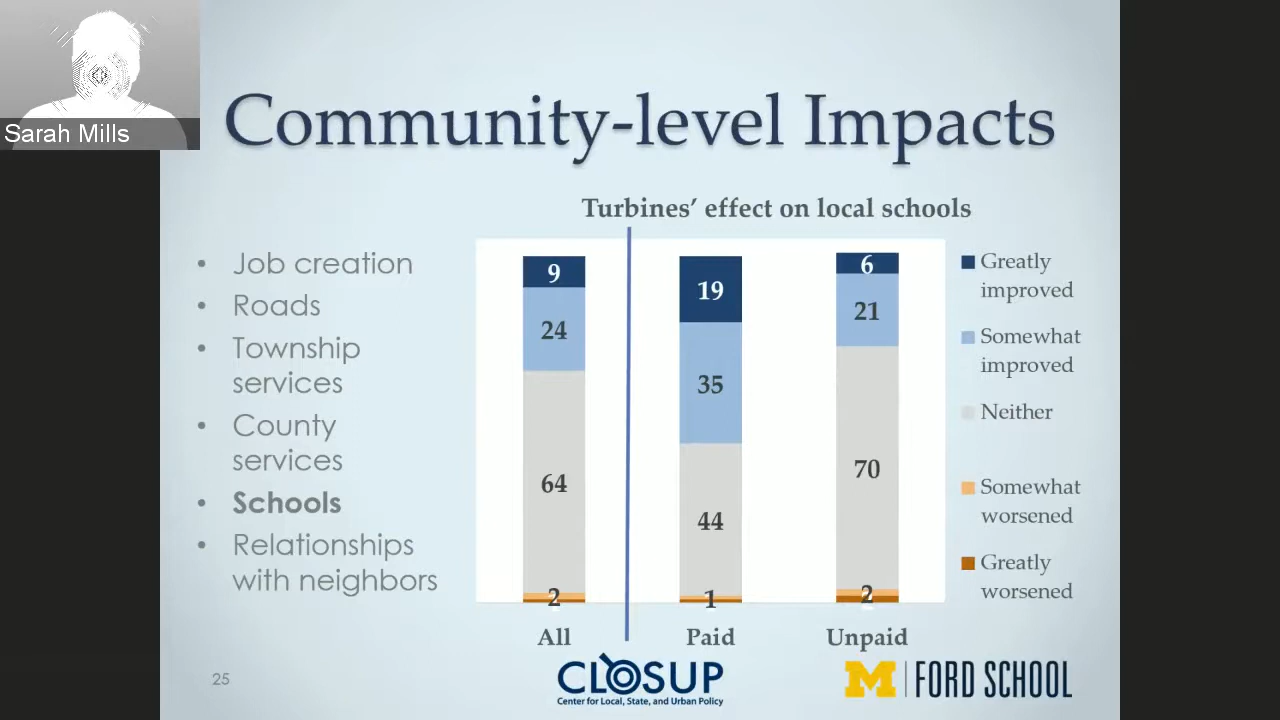 Sarah Mills
Community-level Impacts
Turbines’ effect on local schools
• Job creation
• Roads
• Township
services
• County
services
• Schools
• Relationships
with neighbors
9
24
64
2
19
35
44
1
6
21
70
2
All
Paid
Unpaid
Greatly
improved
Somewhat
improved
Neither
Somewhat
worsened
Greatly
worsened
25
CLOSUP
Center for Local, State, and Urban Policy
M | FORD SCHOOL